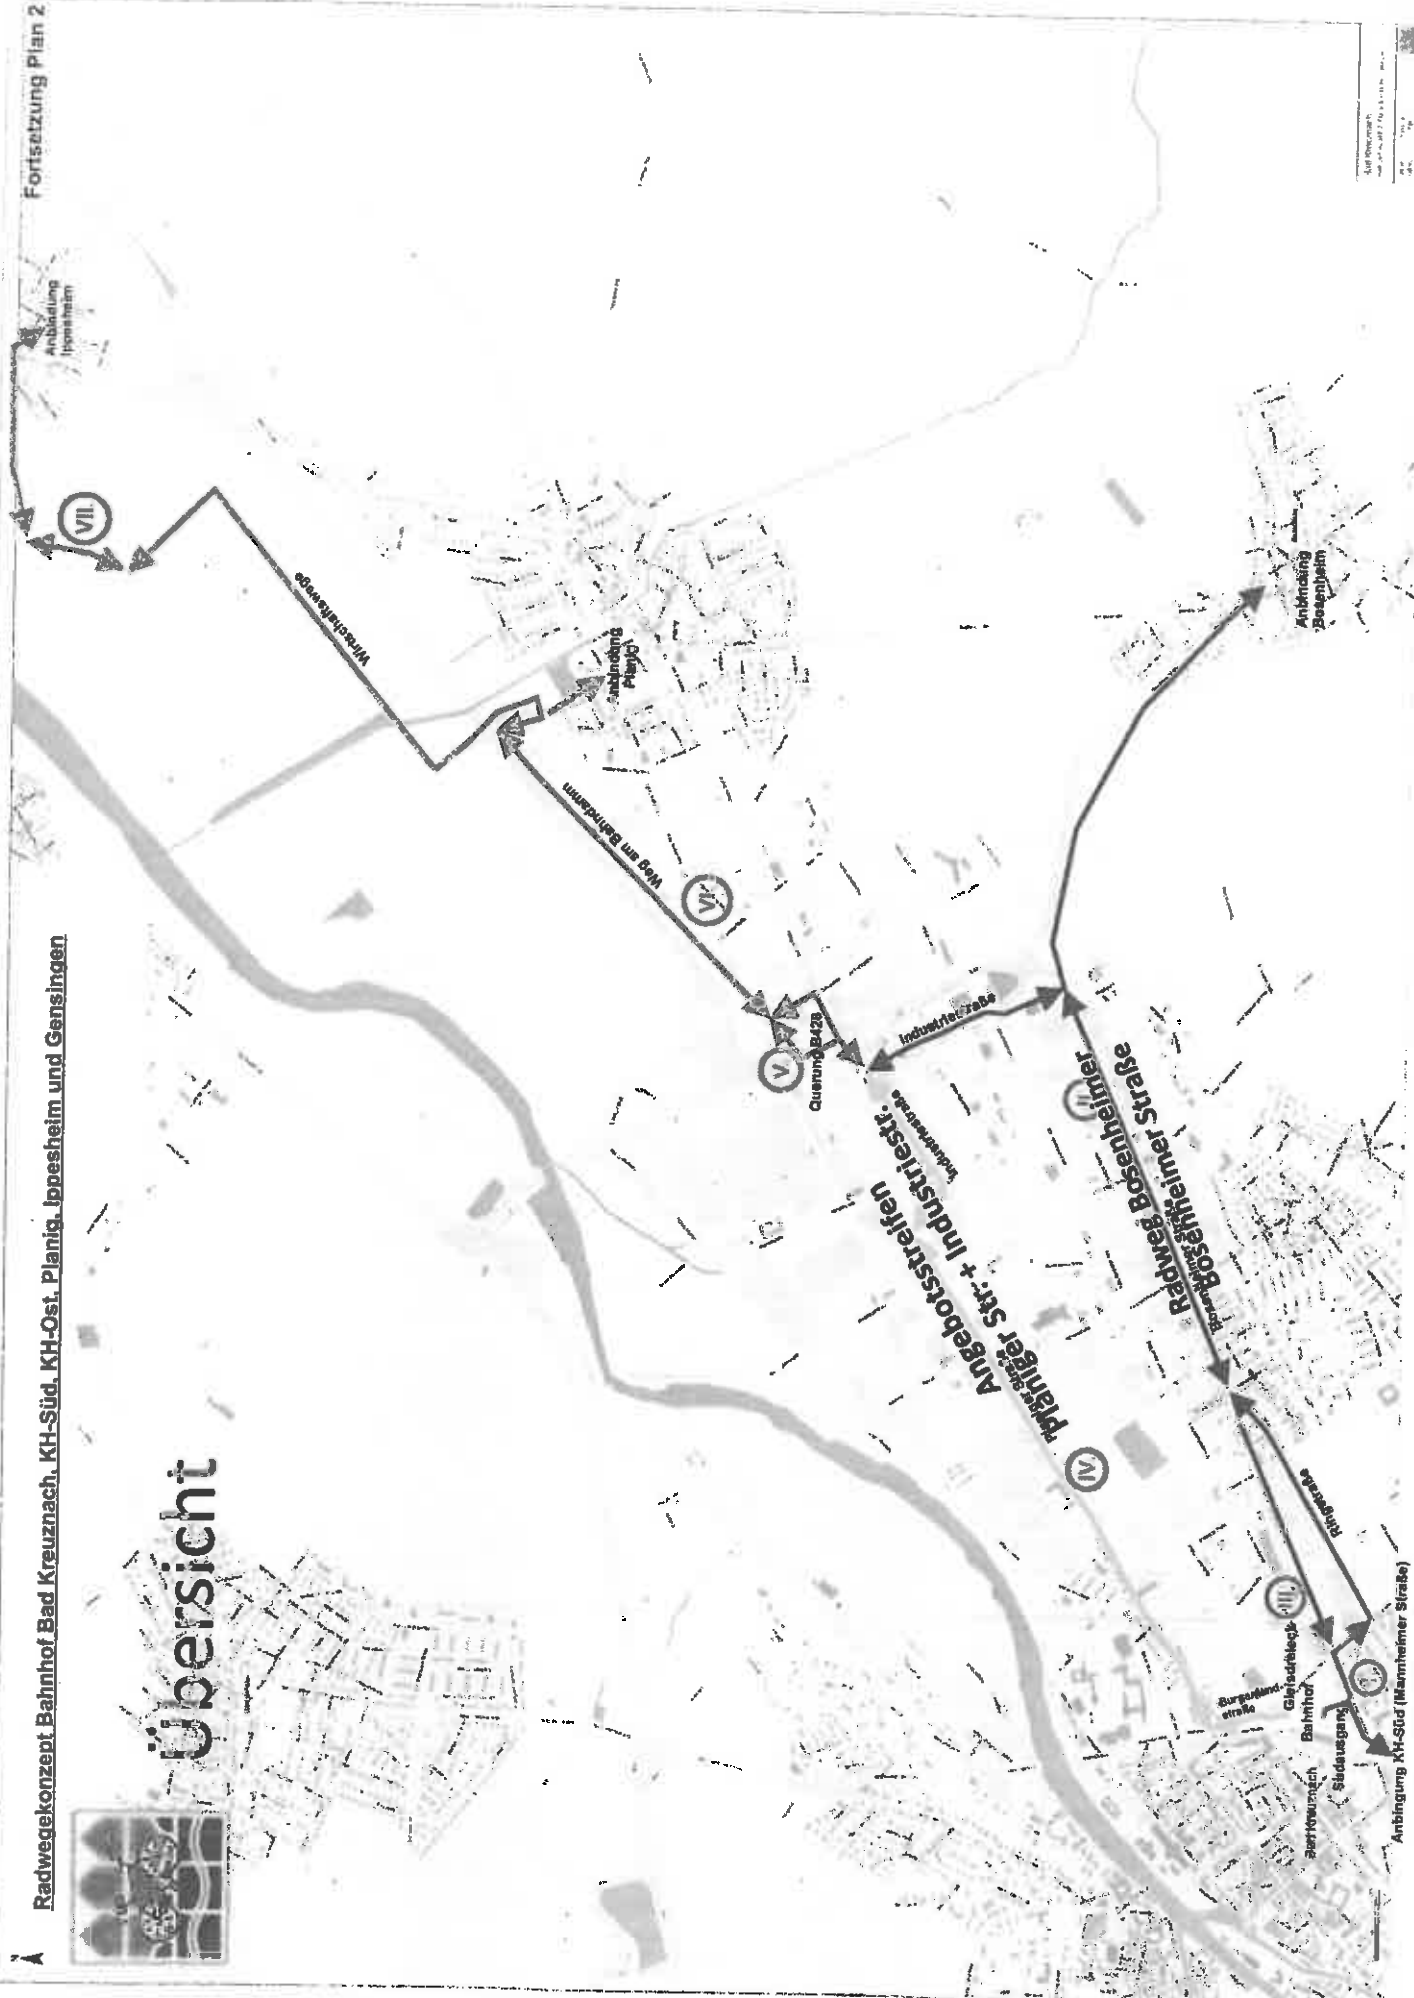 Radwegekonzept Bahnhof Bad Kreuznach, KH-Süd, KH-Ost, Planig, Ippesheim und Gensingen
Fortsetzung Plan 2
N
Übersicht
Anbindung
Ippesheim
VII.
Wirtschaftswege
Anbindung
Planig
Weg am Bahndamm
VI.
V.
Querung B428
Industriestraße
Industriestraße
Angebotsstreifen
Planiger Str. + Industriestr.
Planiger Straße
IV.
II.
Radweg Bosenheimer
Bosenheimer Straße
Bosenheimer Straße
Anbindung
Bosenheim
Ringstraße
III.
Gleisdreieck
Burgenland-
straße
Bahnhof
Bad Kreuznach
Südausgang
I.
Anbingung KH-Süd (Mannheimer Straße)